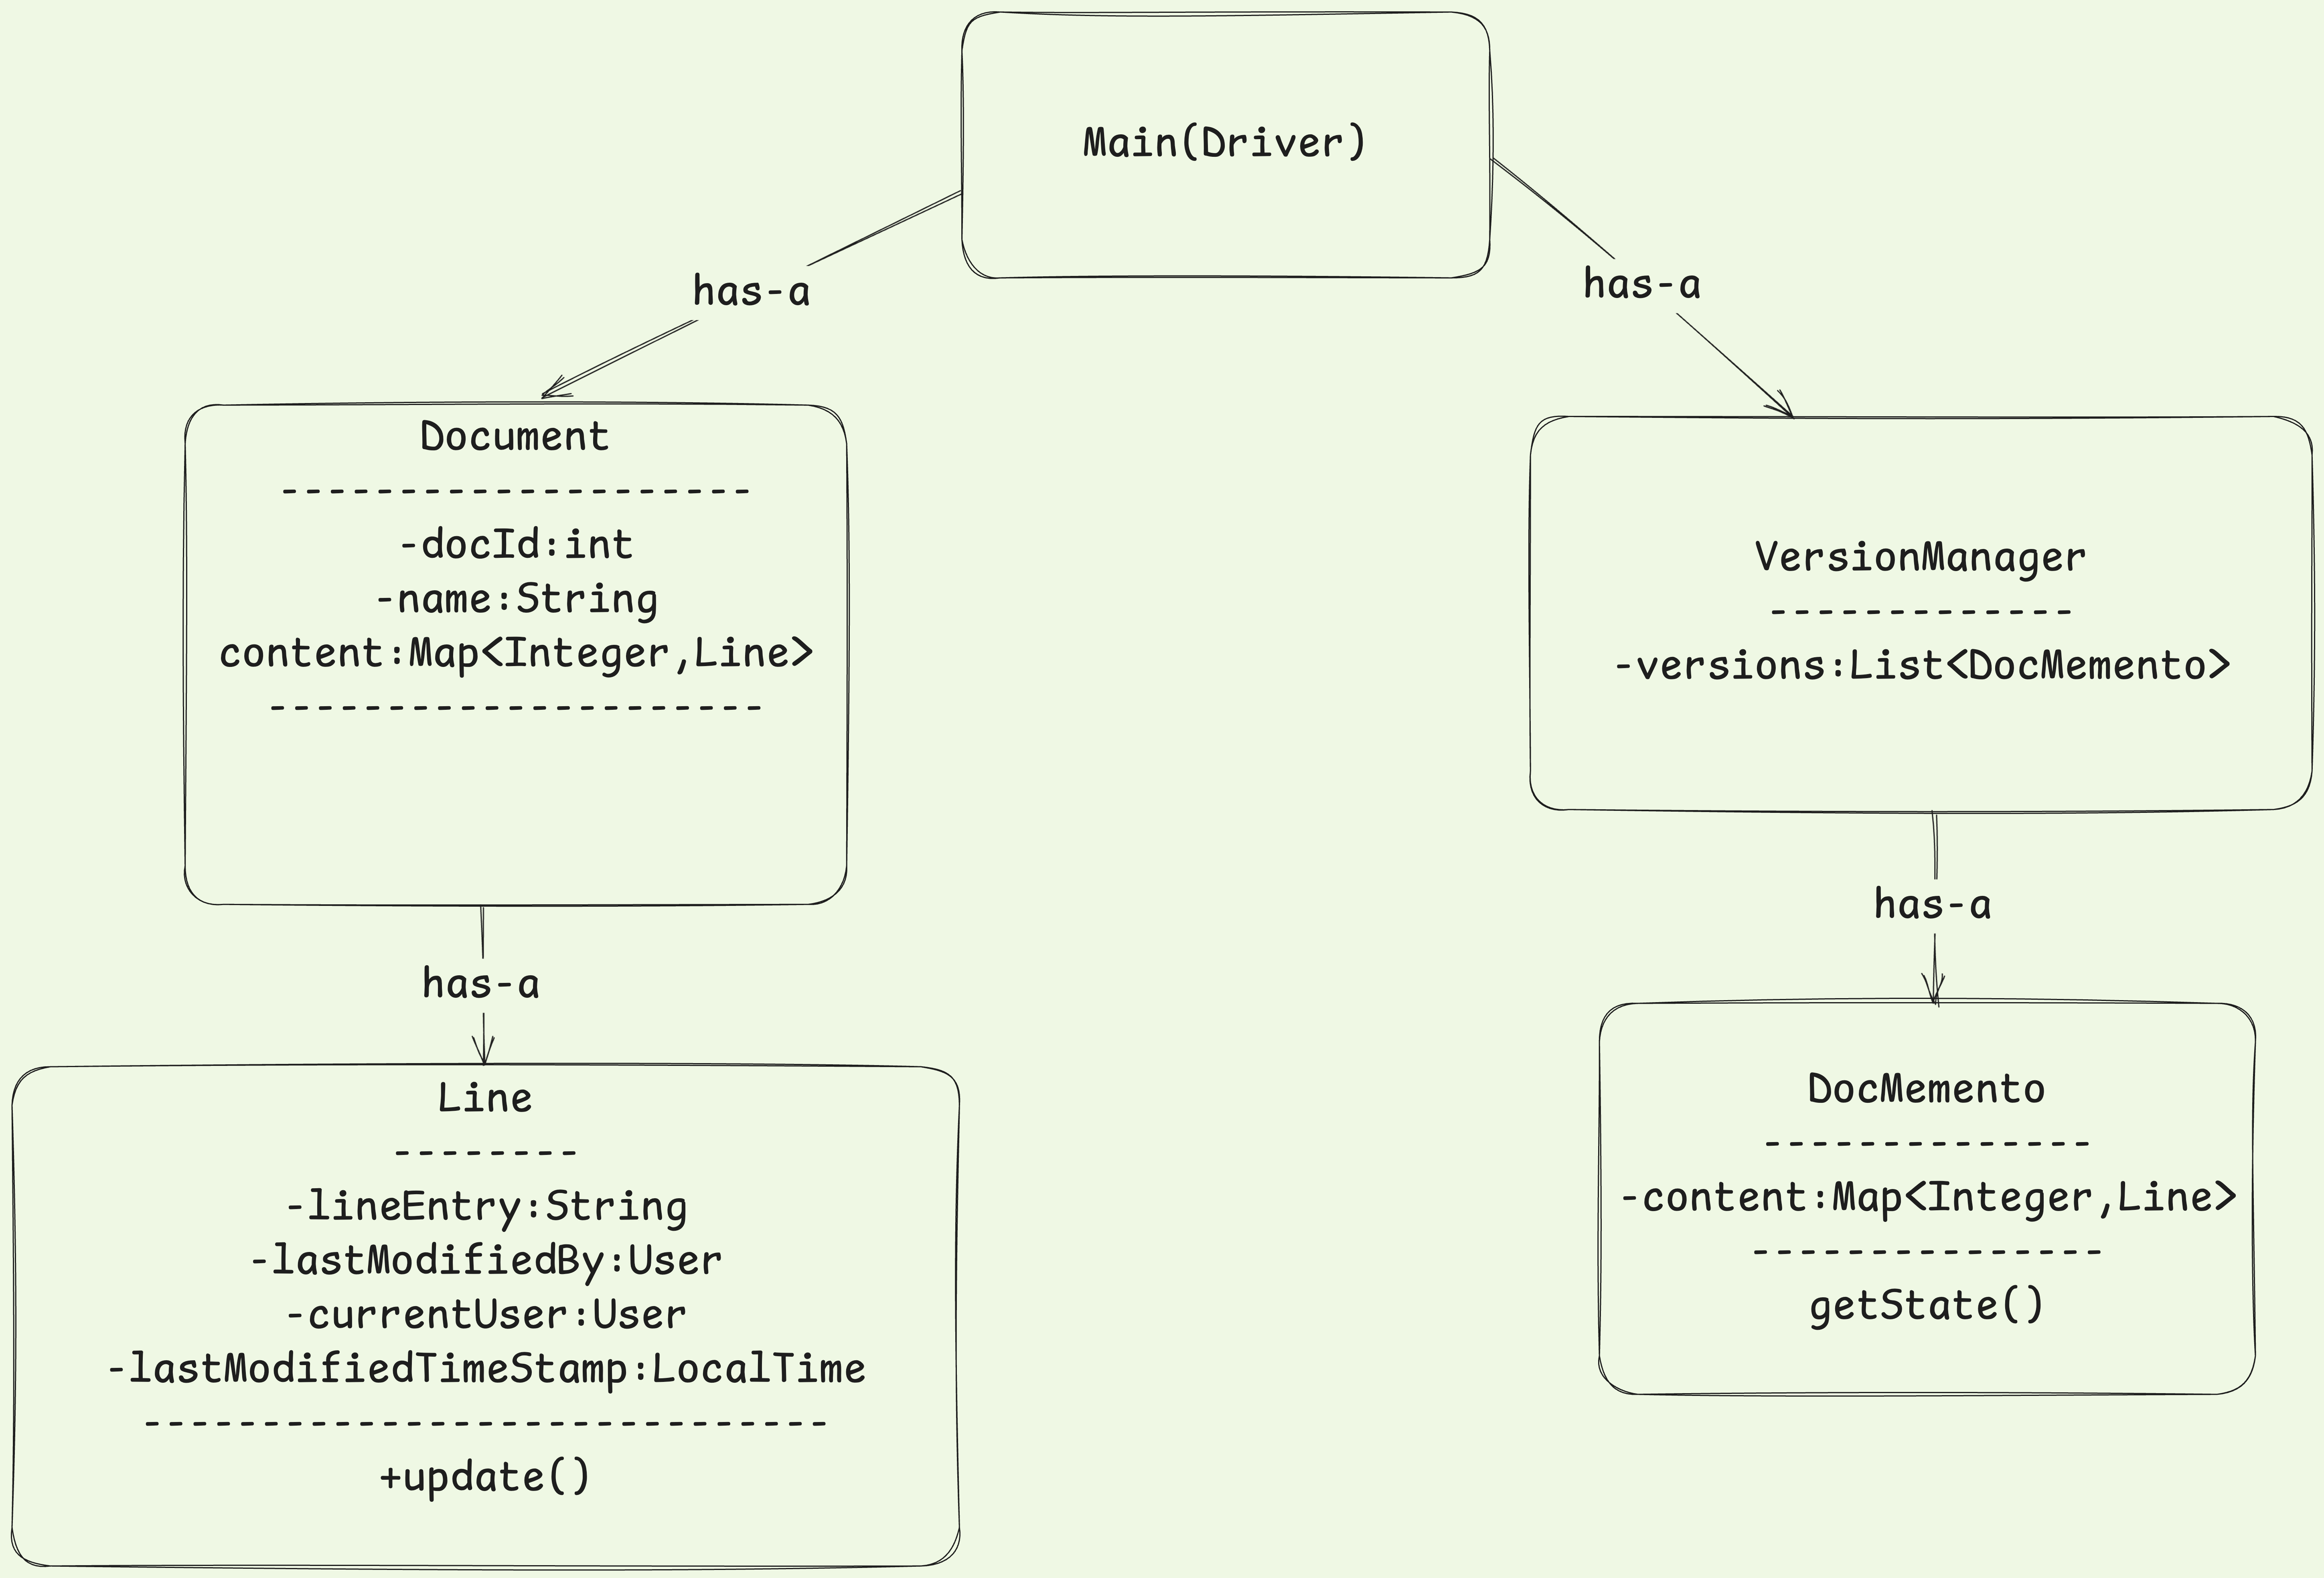 Main(Driver)
has-a
has-a
Document
--------------------
-docId:int
-name:String
content:Map<Integer,Line>
---------------------
VersionManager
-------------
-versions:List<DocMemento>
has-a
has-a
Line
--------
-lineEntry:String
-lastModifiedBy:User
-currentUser:User
-lastModifiedTimeStamp:LocalTime
-----------------------------
+update()
DocMemento
--------------
-content:Map<Integer,Line>
---------------
getState()